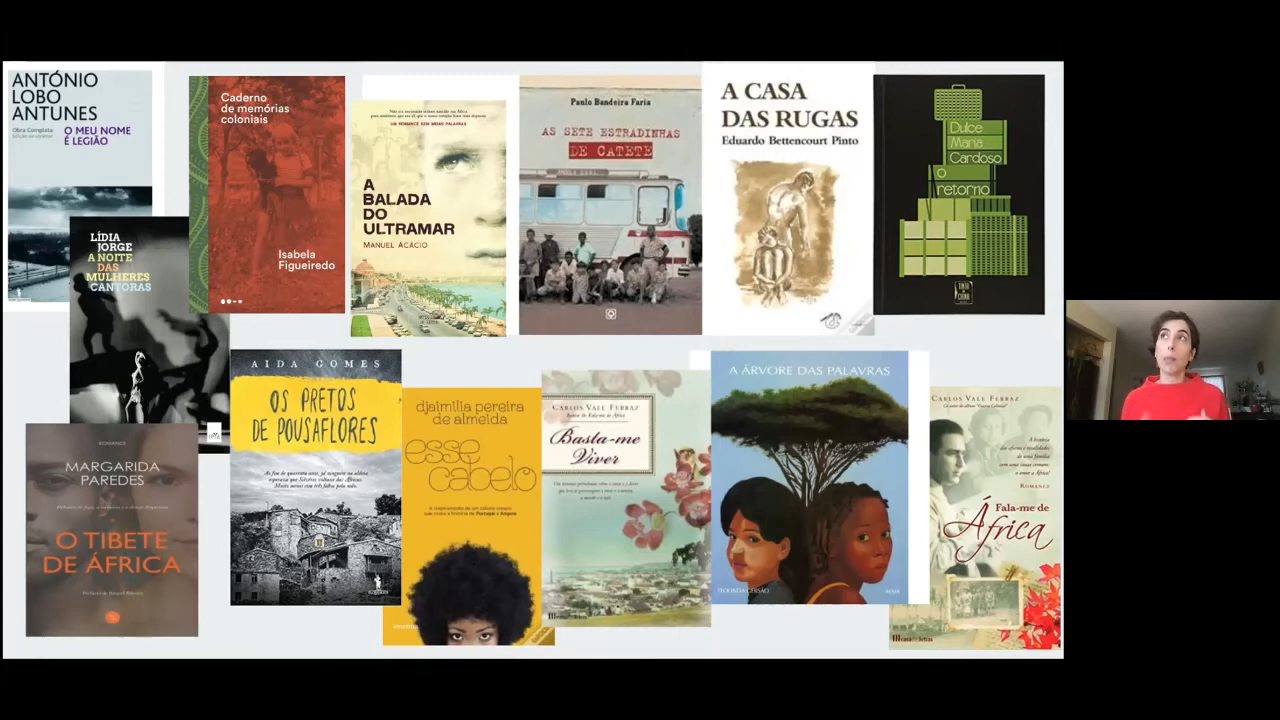 ANTÓNIO
LOBO
ANTUNES
Obra Completa
O MEU NOME
É LEGIÃO
LÍDIA
JORGE
A NOITE
DAS
MULHERES
CANTORAS
Caderno
de memórias
coloniais
Isabela
Figueiredo
UM ROMANCE SEM MEIAS PALAVRAS
A
BALADA
DO
ULTRAMAR
MANUEL ACÁCIO
Paulo Bandeira Faria
AS SETE ESTRADINHAS
DE CATETE
A CASA
DAS RUGAS
Eduardo Bettencourt Pinto
Dulce
Maria
Cardoso
o
retorno
TINTA
DA
CHINA
ROMANCE
MARGARIDA
PAREDES
O TIBETE
DE ÁFRICA
AIDA GOMES
OS PRETOS
DE POUSAFLORES
djaimilia pereira
de almeida
esse
cabelo
CARLOS VALE FERRAZ
Basta-me
Viver
A ÁRVORE DAS PALAVRAS
TEOLINDA GERSÃO
CARLOS VALE FERRAZ
ROMANCE
Fala-me de
África